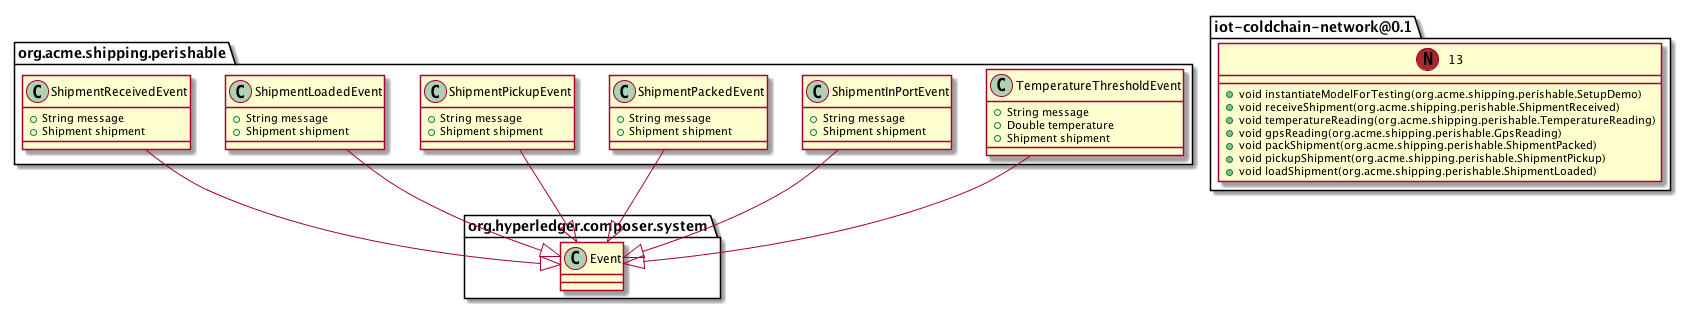 org.acme.shipping.perishable
C ShipmentReceivedEvent
String message
Shipment shipment
C ShipmentLoadedEvent
String message
Shipment shipment
C ShipmentPickupEvent
String message
Shipment shipment
C ShipmentPackedEvent
String message
Shipment shipment
C ShipmentInPortEvent
String message
Shipment shipment
C TemperatureThresholdEvent
String message
Double temperature
Shipment shipment
iot-coldchain-network@0.1
N 13
void instantiateModelForTesting(org.acme.shipping.perishable.SetupDemo)
void receiveShipment(org.acme.shipping.perishable.ShipmentReceived)
void temperatureReading(org.acme.shipping.perishable.TemperatureReading)
void gpsReading(org.acme.shipping.perishable.GpsReading)
void packShipment(org.acme.shipping.perishable.ShipmentPacked)
void pickupShipment(org.acme.shipping.perishable.ShipmentPickup)
void loadShipment(org.acme.shipping.perishable.ShipmentLoaded)
org.hyperledger.composer.system
C Event